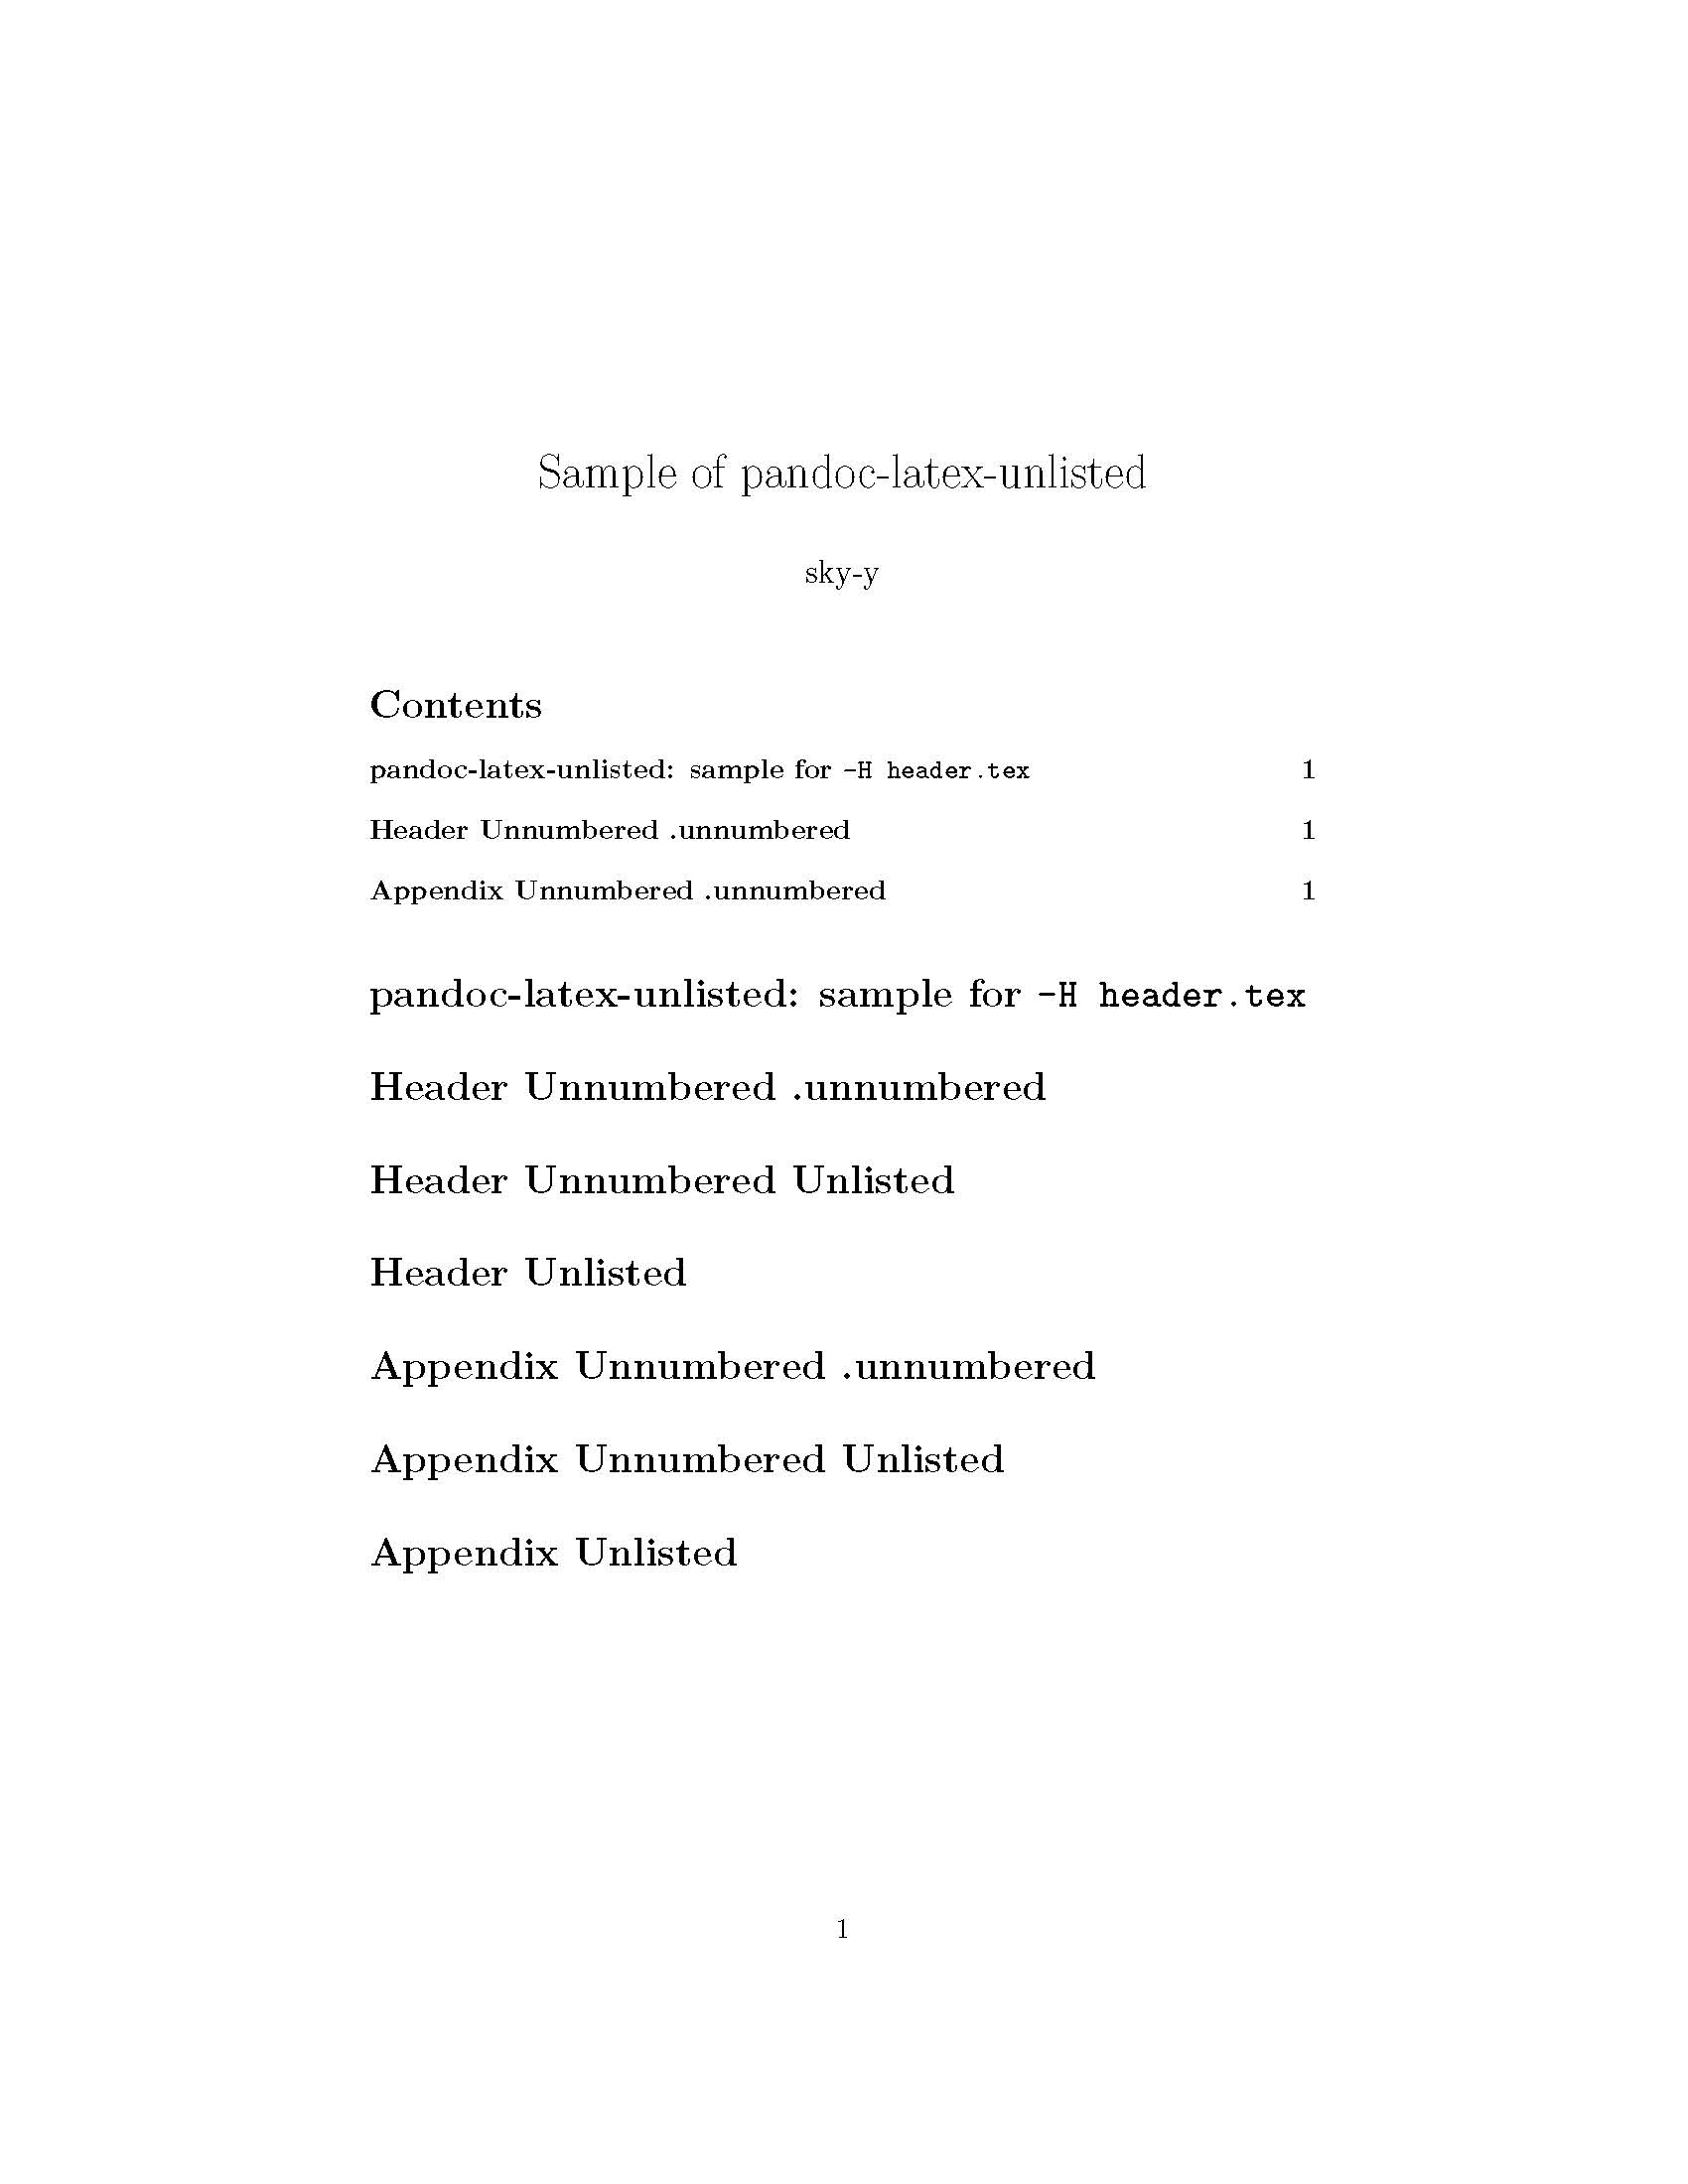 Sample of pandoc-latex-unlisted
sky-y
Contents
pandoc-latex-unlisted: sample for -H header.tex 1
Header Unnumbered .unnumbered 1
Appendix Unnumbered .unnumbered 1
pandoc-latex-unlisted: sample for -H header.tex
Header Unnumbered .unnumbered
Header Unnumbered Unlisted
Header Unlisted
Appendix Unnumbered .unnumbered
Appendix Unnumbered Unlisted
Appendix Unlisted
1